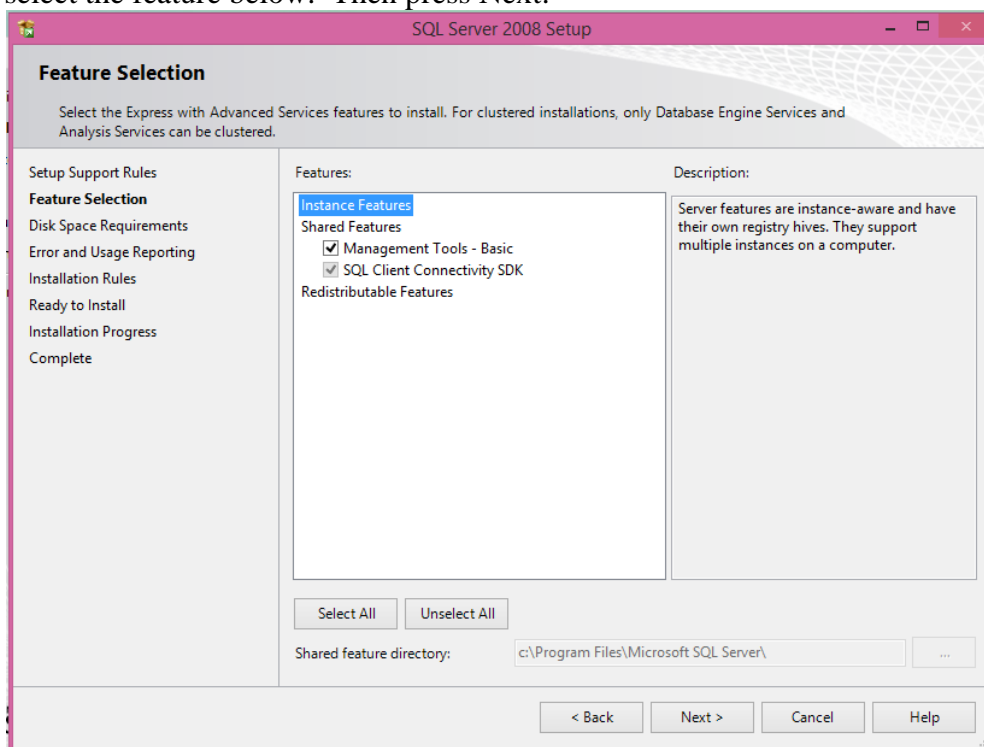 select the feature below. Then press Next.
SQL Server 2008 Setup
Feature Selection
Select the Express with Advanced Services features to install. For clustered installations, only Database Engine Services and
Analysis Services can be clustered.
Setup Support Rules
Feature Selection
Disk Space Requirements
Error and Usage Reporting
Installation Rules
Ready to Install
Installation Progress
Complete
Features:
Instance Features
Shared Features
Management Tools - Basic
SQL Client Connectivity SDK
Redistributable Features
Description:
Server features are instance-aware and have
their own registry hives. They support
multiple instances on a computer.
Select All
Unselect All
Shared feature directory:
c:\Program Files\Microsoft SQL Server\
...
< Back
Next >
Cancel
Help